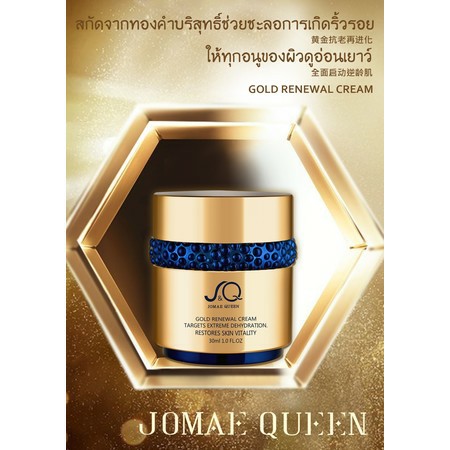 สกัดจากทองคำบริสุทธิ์ช่วยชะลอการเกิดริ้วรอย
黄金抗老再进化
ให้ทุกอนูของผิวดูอ่อนเยาว์
全面启动逆龄肌
GOLD RENEWAL CREAM
J&Q
JOMAE QUEEN
GOLD RENEWAL CREAM
TARGETS EXTREME DEHYDRATION.
RESTORES SKIN VITALITY
30ml 1.0 FL.OZ
JOMAE QUEEN